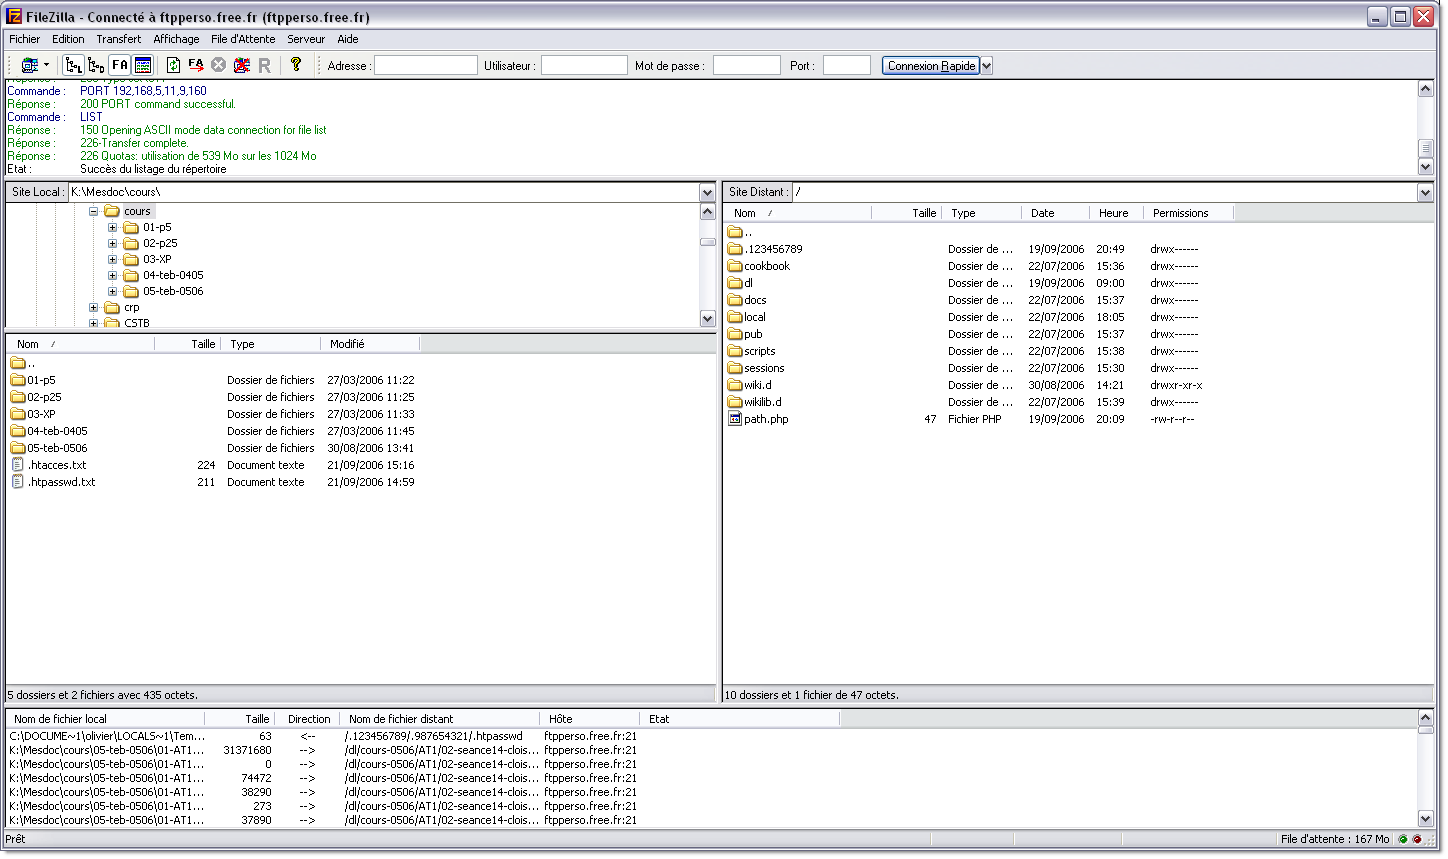 FileZilla - Connecté à ftpperso.free.fr (ftpperso.free.fr)
Fichier Edition Transfert Affichage File d'Attente Serveur Aide
L D FA FA R ? Adresse : Utilisateur : Mot de passe : Port : Connexion Rapide
Commande : PORT 192,168,5,11,9,160
Réponse : 200 PORT command successful.
Commande : LIST
Réponse : 150 Opening ASCII mode data connection for file list
Réponse : 226-Transfer complete.
Réponse : 226 Quotas: utilisation de 539 Mo sur les 1024 Mo
Etat : Succès du listage du répertoire
Site Local : K:\Mesdoc\cours\
cours
01-p5
02-p25
03-XP
04-teb-0405
05-teb-0506
crp
CSTB
Nom / Taille Type Modifié
..
01-p5 Dossier de fichiers 27/03/2006 11:22
02-p25 Dossier de fichiers 27/03/2006 11:25
03-XP Dossier de fichiers 27/03/2006 11:33
04-teb-0405 Dossier de fichiers 27/03/2006 11:45
05-teb-0506 Dossier de fichiers 30/08/2006 13:41
.htacces.txt 224 Document texte 21/09/2006 15:16
.htpasswd.txt 211 Document texte 21/09/2006 14:59
5 dossiers et 2 fichiers avec 435 octets.
Site Distant : /
Nom / Taille Type Date Heure Permissions
..
.123456789 Dossier de ... 19/09/2006 20:49 drwx------
cookbook Dossier de ... 22/07/2006 15:36 drwx------
dl Dossier de ... 19/09/2006 09:00 drwx------
docs Dossier de ... 22/07/2006 15:37 drwx------
local Dossier de ... 22/07/2006 18:05 drwx------
pub Dossier de ... 22/07/2006 15:37 drwx------
scripts Dossier de ... 22/07/2006 15:38 drwx------
sessions Dossier de ... 22/07/2006 15:30 drwx------
wiki.d Dossier de ... 30/08/2006 14:21 drwxr-xr-x
wikilib.d Dossier de ... 22/07/2006 15:39 drwx------
path.php 47 Fichier PHP 19/09/2006 20:09 -rw-r--r--
10 dossiers et 1 fichier de 47 octets.
Nom de fichier local Taille Direction Nom de fichier distant Hôte Etat
C:\DOCUME~1\olivier\LOCALS~1\Tem... 63 <-- /.123456789/.987654321/.htpasswd ftpperso.free.fr:21
K:\Mesdoc\cours\05-teb-0506\01-AT1... 31371680 --> /dl/cours-0506/AT1/02-seance14-clois... ftpperso.free.fr:21
K:\Mesdoc\cours\05-teb-0506\01-AT1... 0 --> /dl/cours-0506/AT1/02-seance14-clois... ftpperso.free.fr:21
K:\Mesdoc\cours\05-teb-0506\01-AT1... 74472 --> /dl/cours-0506/AT1/02-seance14-clois... ftpperso.free.fr:21
K:\Mesdoc\cours\05-teb-0506\01-AT1... 38290 --> /dl/cours-0506/AT1/02-seance14-clois... ftpperso.free.fr:21
K:\Mesdoc\cours\05-teb-0506\01-AT1... 273 --> /dl/cours-0506/AT1/02-seance14-clois... ftpperso.free.fr:21
K:\Mesdoc\cours\05-teb-0506\01-AT1... 37890 --> /dl/cours-0506/AT1/02-seance14-clois... ftpperso.free.fr:21
Prêt File d'attente : 167 Mo